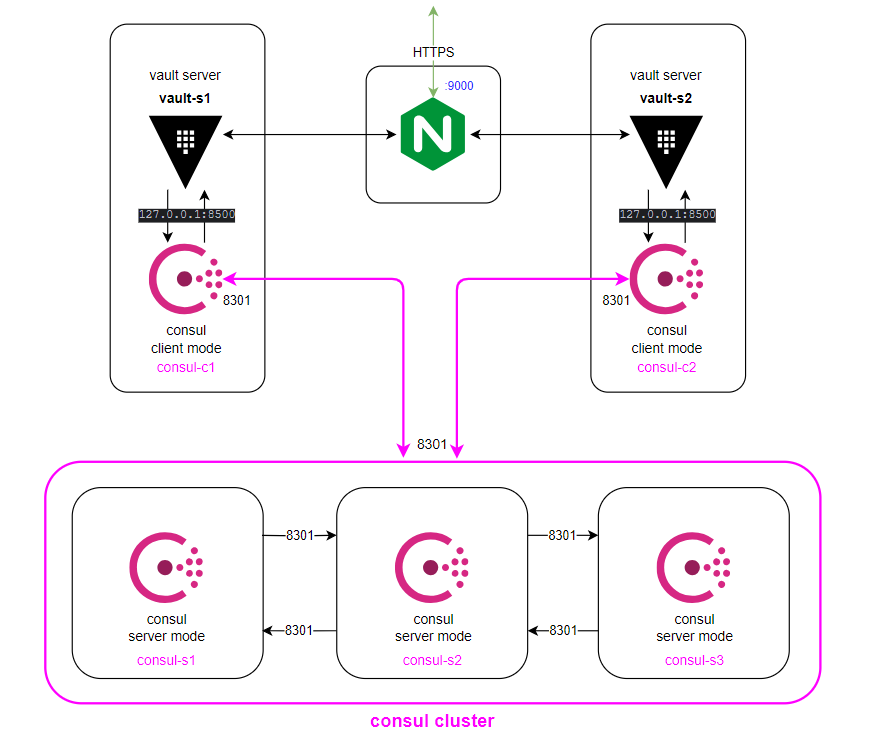 HTTPS
:9000
vault server
vault-s1
vault server
vault-s2
N
127.0.0.1:8500
127.0.0.1:8500
8301
8301
consul
client mode
consul-c1
consul
client mode
consul-c2
8301
8301
8301
consul
server mode
consul-s1
consul
server mode
consul-s2
consul
server mode
consul-s3
8301
8301
consul cluster